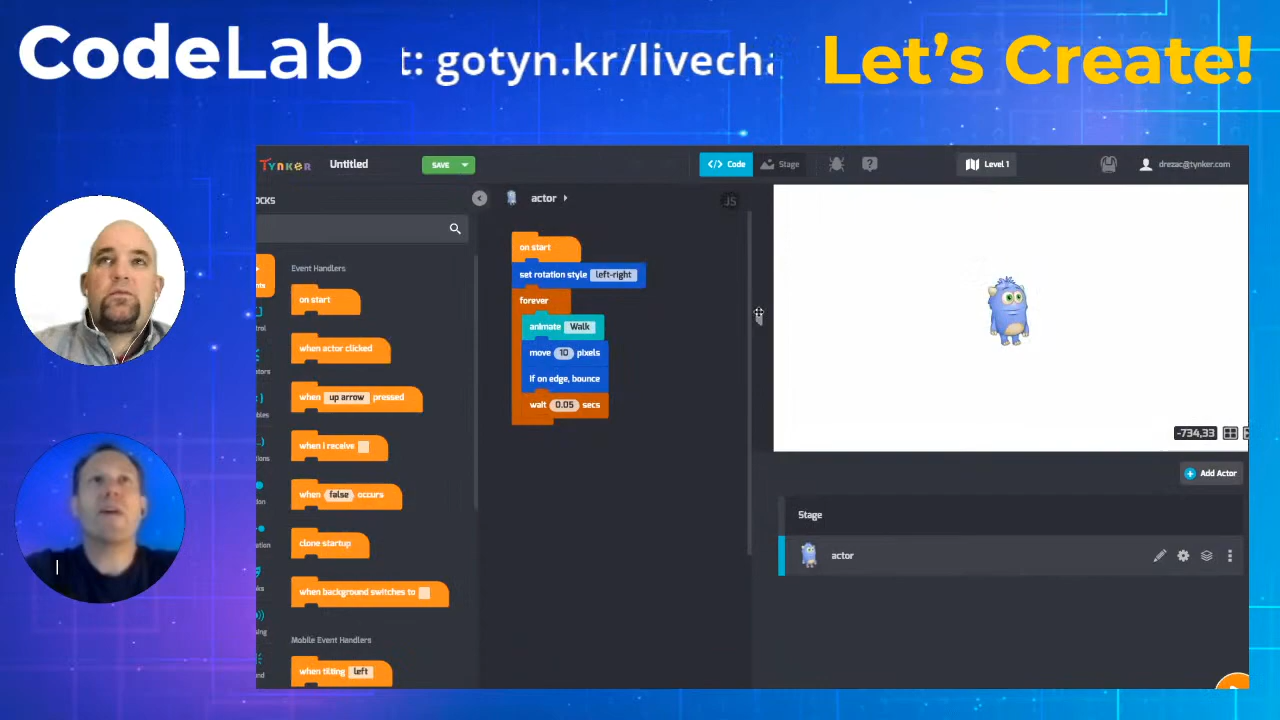 CodeLab
t: gotyn.kr/livecha
Let's Create!
TYNKER
Untitled
SAVE
</> Code
Stage
Level 1
drezac@tynker.com
OCKS
actor
JS
on start
set rotation style left-right
forever
animate Walk
move 10 pixels
if on edge, bounce
wait 0.05 secs
Event Handlers
on start
when actor clicked
when up arrow pressed
when I receive
when false occurs
clone startup
when background switches to
Mobile Event Handlers
when tilting left
-734,33
Add Actor
Stage
actor